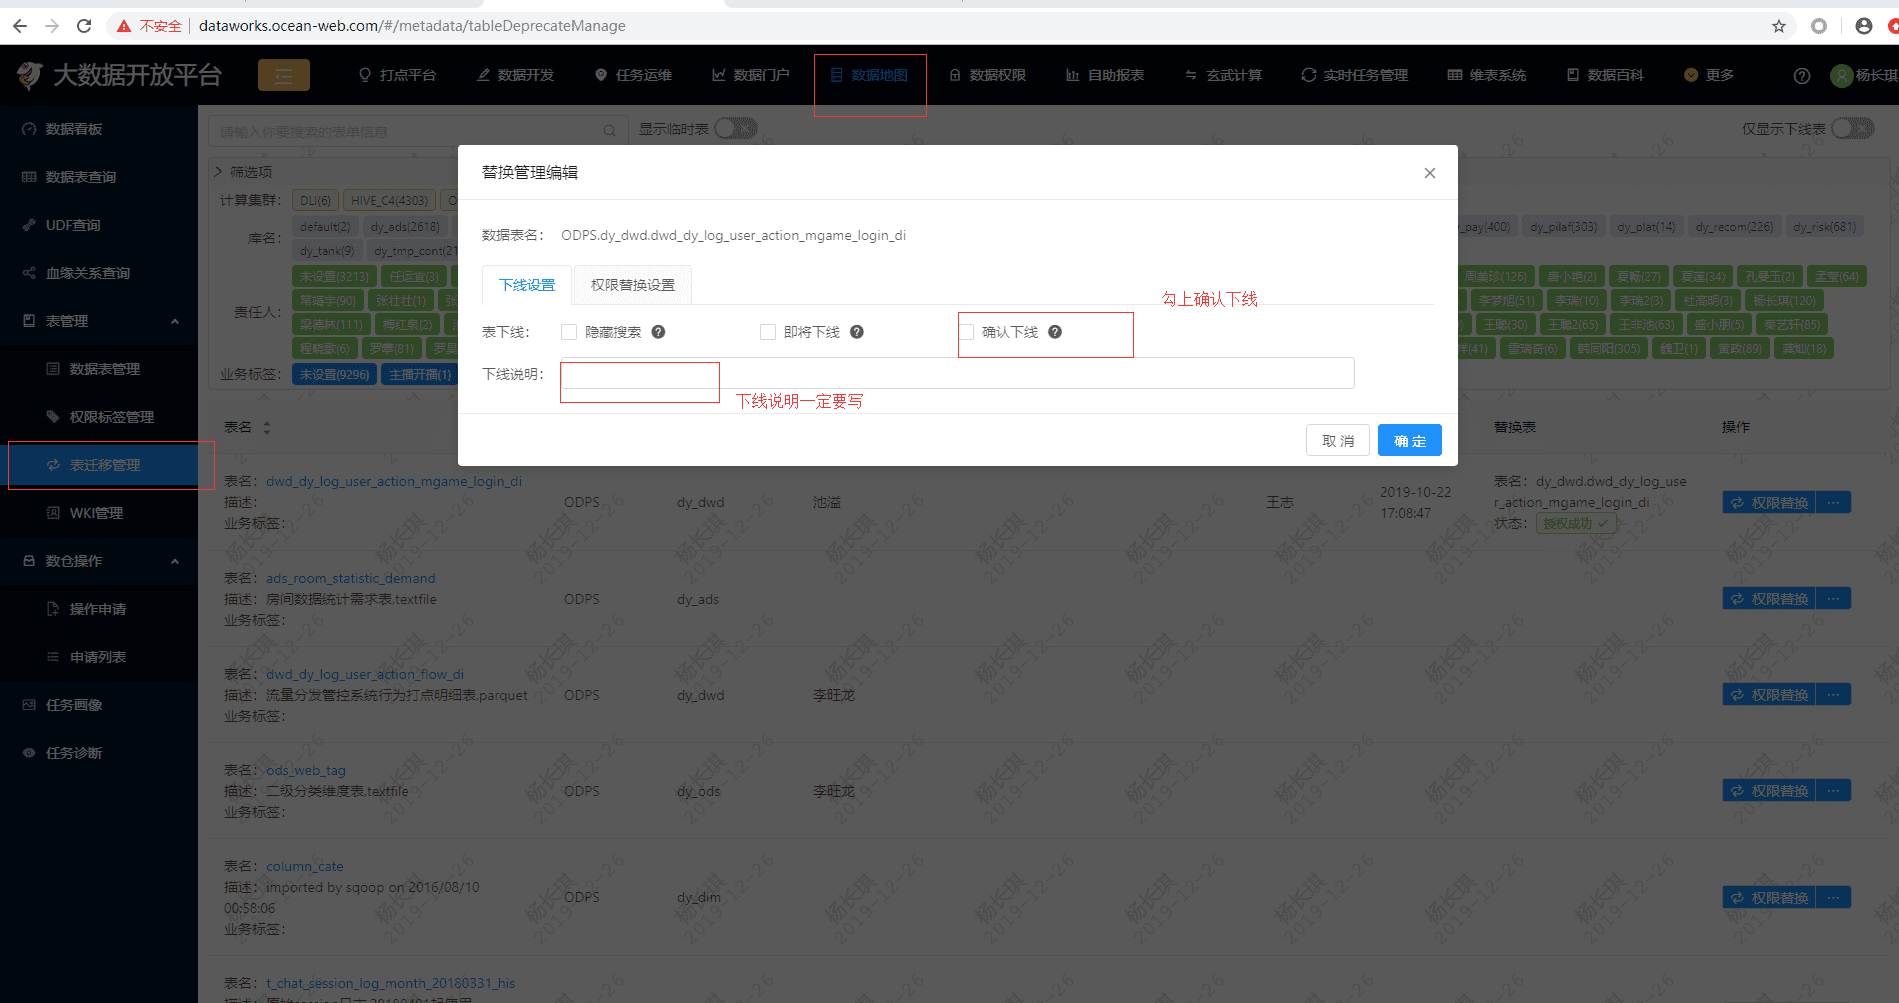 不安全 dataworks.ocean-web.com/#/metadata/tableDeprecateManage
大数据开放平台 打点平台 数据开发 任务运维 数据门户 数据地图 数据权限 自助报表 玄武计算 实时任务管理 维表系统 数据百科 更多 杨长琪
数据看板
数据表查询
UDF查询
血缘关系查询
表管理
数据表管理
权限标签管理
表迁移管理
WKI管理
数仓操作
操作申请
申请列表
任务画像
任务诊断
请输入你要搜索的表单信息 显示临时表 仅显示下线表
筛选项
计算集群: DLI(6) HIVE_C4(4303)
库名: default(2) dy_ads(2618) _pay(400) dy_pilaf(303) dy_plat(14) dy_recom(226) dy_risk(681)
dy_tank(9) dy_tmp_cont(21
责任人: 未设置(3213) 任运宜(3) 周美珍(126) 唐小艳(2) 夏畅(27) 夏莲(34) 孔曼玉(2) 孟莹(64)
常靖宇(90) 张社社(1) 李梦旭(51) 李瑞(10) 李瑞2(3) 杜高明(3) 杨长琪(120)
梁德林(111) 梅红泉(2) 王聪(30) 王聪2(65) 王非池(63) 盛小朋(5) 秦艺轩(85)
程晓歌(6) 罗攀(81) 雷瑞奇(6) 韩同阳(305) 魏卫(1) 黄政(89) 龚灿(18)
业务标签: 未设置(9296) 主播开播(1)
替换管理编辑
数据表名: ODPS.dy_dwd.dwd_dy_log_user_action_mgame_login_di
下线设置 权限替换设置
勾上确认下线
表下线: 隐藏搜索 即将下线 确认下线
下线说明:
下线说明一定要写
取 消 确 定
表名 替换表 操作
表名: dwd_dy_log_user_action_mgame_login_di
描述:
业务标签:
ODPS dy_dwd 池溢 王志 2019-10-22
17:08:47
表名: dy_dwd.dwd_dy_log_use
r_action_mgame_login_di
状态: 授权成功
权限替换 ···
表名: ads_room_statistic_demand
描述: 房间数据统计需求表,textfile
业务标签:
ODPS dy_ads 权限替换 ···
表名: dwd_dy_log_user_action_flow_di
描述: 流量分发管控系统行为打点明细表,parquet
业务标签:
ODPS dy_dwd 李旺龙 权限替换 ···
表名: ods_web_tag
描述: 二级分类维度表,textfile
业务标签:
ODPS dy_ods 李旺龙 权限替换 ···
表名: column_cate
描述: imported by sqoop on 2016/08/10
00:58:06
业务标签:
ODPS dy_dim 权限替换 ···
表名: t_chat_session_log_month_20180331_his
杨长琪
2019-12-26